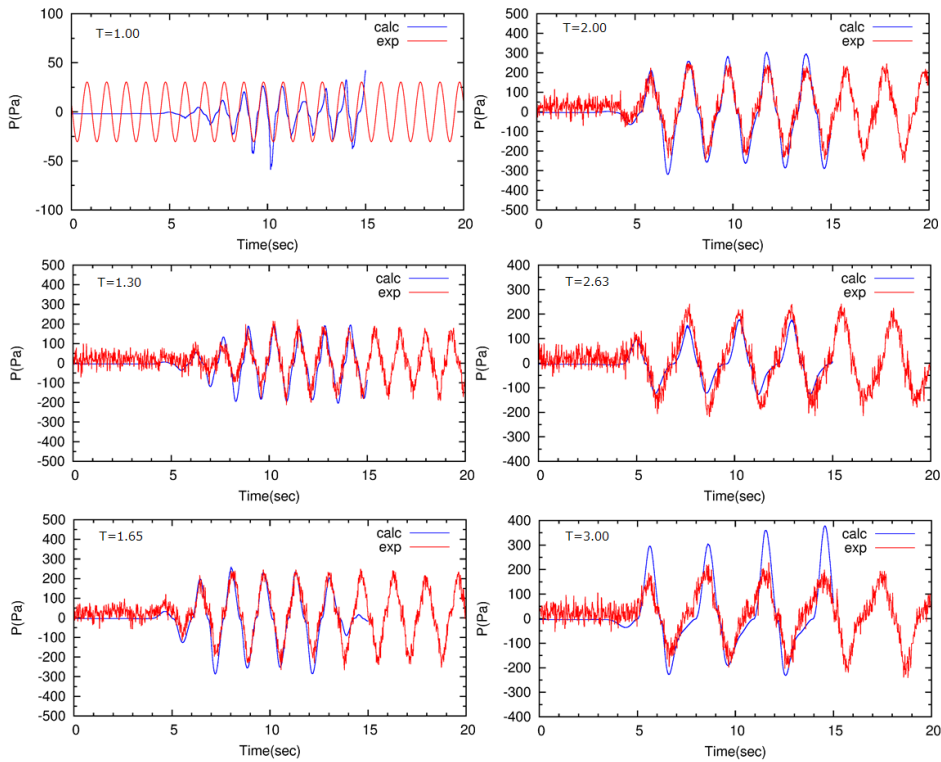 T=1.00
calc
exp
100
50
0
-50
-100
P(Pa)
0 5 10 15 20
Time(sec)
T=2.00
calc
exp
500
400
300
200
100
0
-100
-200
-300
-400
-500
P(Pa)
0 5 10 15 20
Time(sec)
T=1.30
calc
exp
500
400
300
200
100
0
-100
-200
-300
-400
-500
P(Pa)
0 5 10 15 20
Time(sec)
T=2.63
calc
exp
400
300
200
100
0
-100
-200
-300
-400
P(Pa)
0 5 10 15 20
Time(sec)
T=1.65
calc
exp
500
400
300
200
100
0
-100
-200
-300
-400
-500
P(Pa)
0 5 10 15 20
Time(sec)
T=3.00
calc
exp
400
300
200
100
0
-100
-200
-300
-400
P(Pa)
0 5 10 15 20
Time(sec)